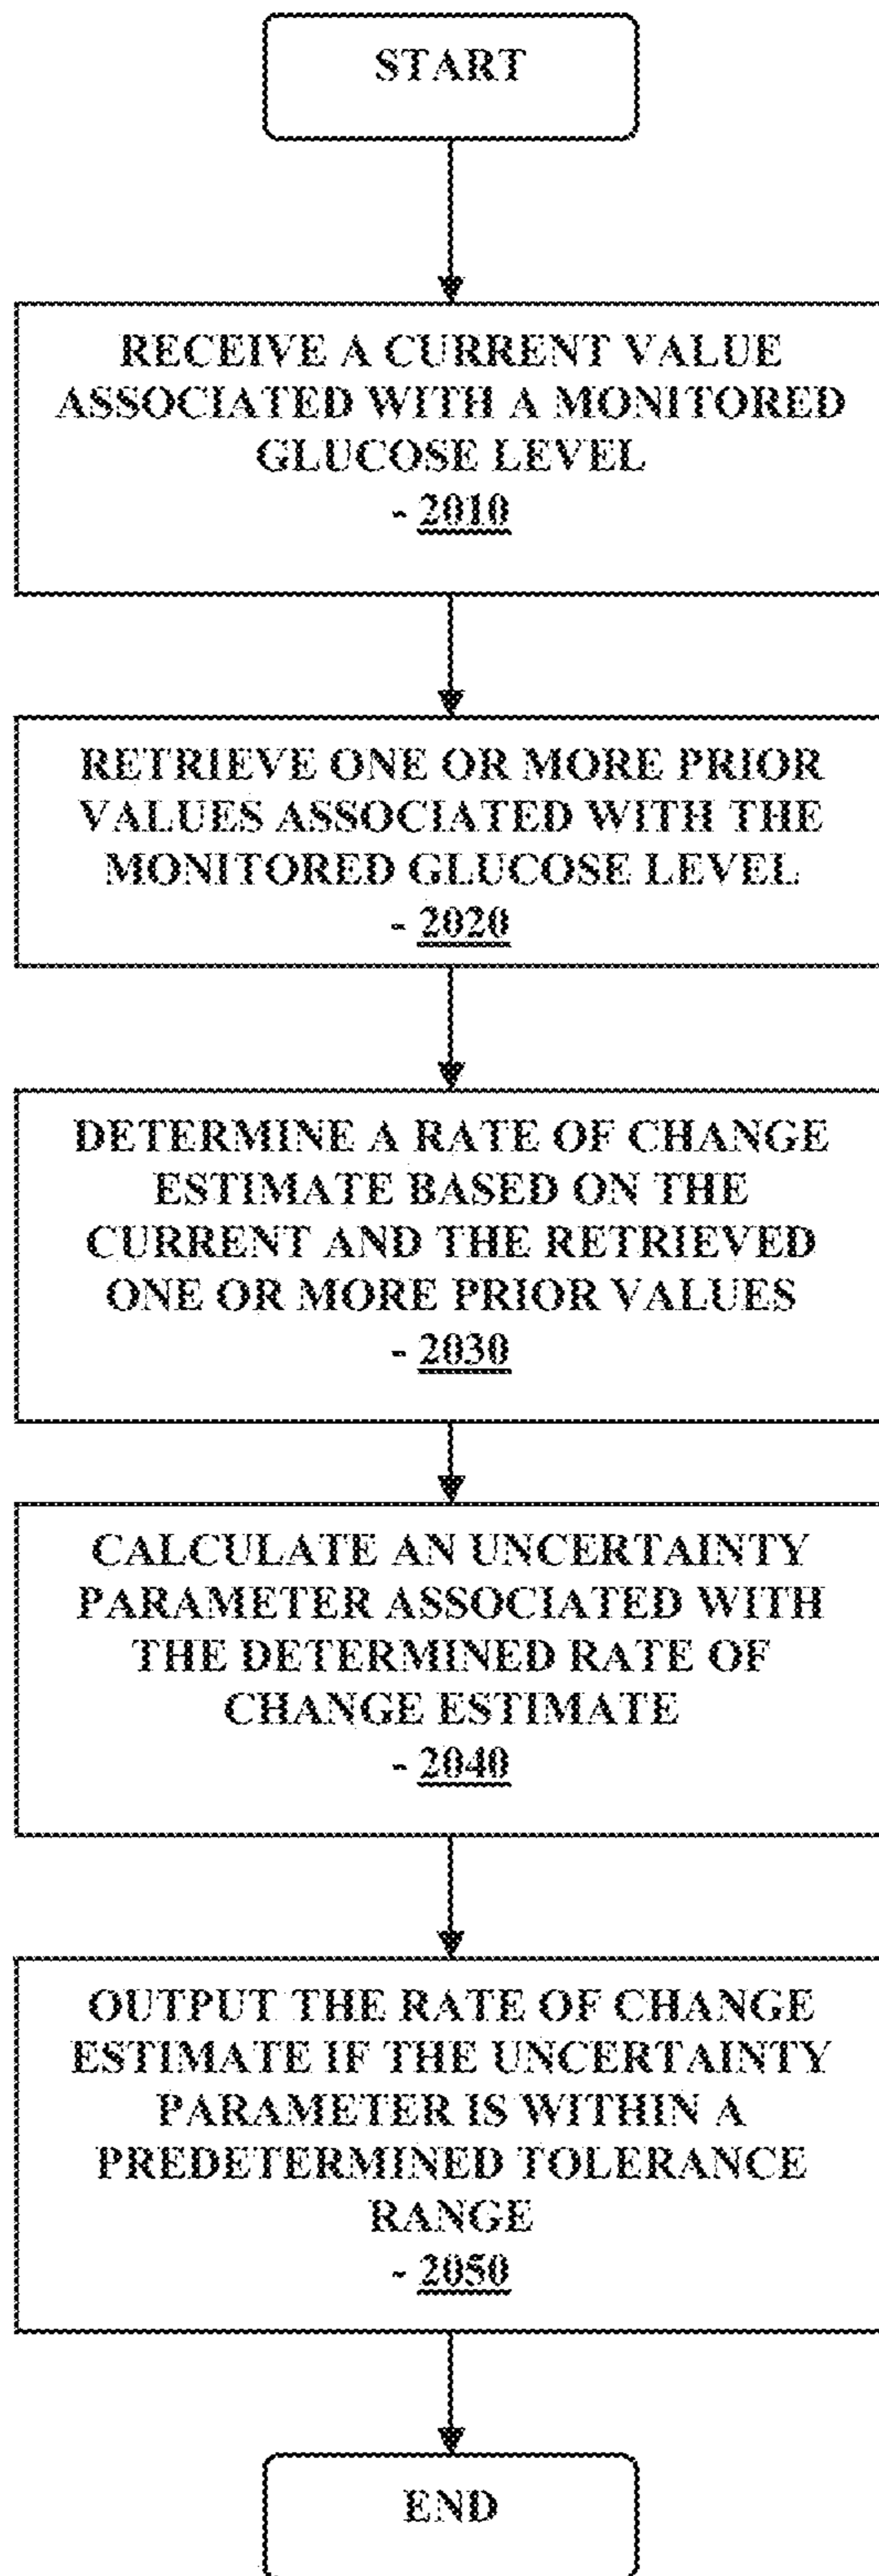 START
RECEIVE A CURRENT VALUE
ASSOCIATED WITH A MONITORED
GLUCOSE LEVEL
- 2010
RETRIEVE ONE OR MORE PRIOR
VALUES ASSOCIATED WITH THE
MONITORED GLUCOSE LEVEL
- 2020
DETERMINE A RATE OF CHANGE
ESTIMATE BASED ON THE
CURRENT AND THE RETRIEVED
ONE OR MORE PRIOR VALUES
- 2030
CALCULATE AN UNCERTAINTY
PARAMETER ASSOCIATED WITH
THE DETERMINED RATE OF
CHANGE ESTIMATE
- 2040
OUTPUT THE RATE OF CHANGE
ESTIMATE IF THE UNCERTAINTY
PARAMETER IS WITHIN A
PREDETERMINED TOLERANCE
RANGE
- 2050
END